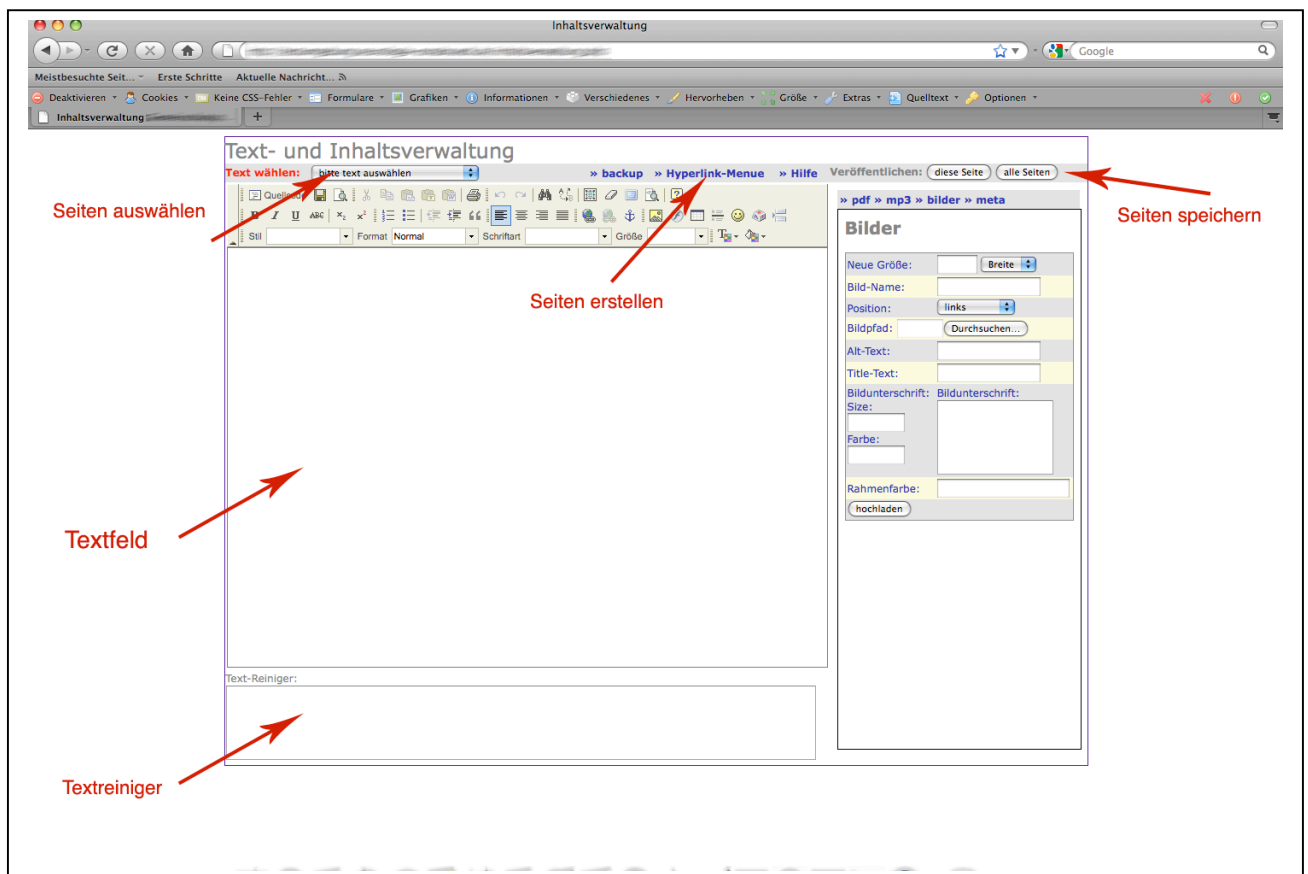 Inhaltsverwaltung
Google
Meistbesuchte Seit... Erste Schritte Aktuelle Nachricht...
Deaktivieren Cookies Keine CSS-Fehler Formulare Grafiken Informationen Verschiedenes Hervorheben Größe Extras Quelltext Optionen
Inhaltsverwaltung
Text- und Inhaltsverwaltung
Text wählen: bitte text auswählen » backup » Hyperlink-Menue » Hilfe Veröffentlichen: diese Seite alle Seiten
Seiten auswählen
Seiten speichern
B I U ABC x₂ x²
Stil Format Normal Schriftart Größe
Seiten erstellen
Textfeld
» pdf » mp3 » bilder » meta
Bilder
Neue Größe: Breite
Bild-Name:
Position: links
Bildpfad: Durchsuchen...
Alt-Text:
Title-Text:
Bildunterschrift: Bildunterschrift:
Size:
Farbe:
Rahmenfarbe:
hochladen
Text-Reiniger:
Textreiniger